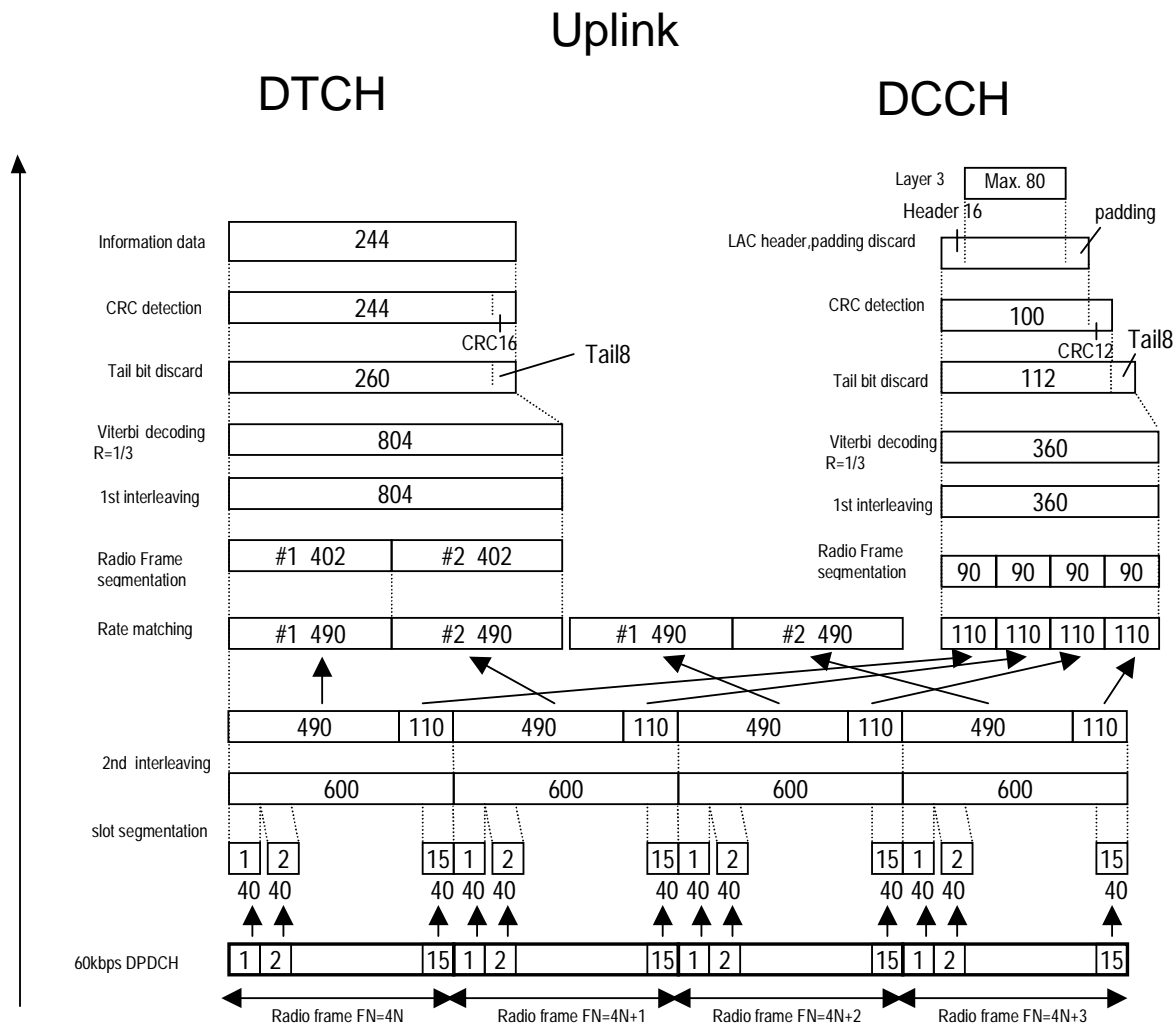 Uplink
DTCH DCCH
Layer 3 Max. 80
Header 16 padding
Information data 244 LAC header,padding discard
CRC detection 244 CRC detection 100
CRC16 Tail8 CRC12 Tail8
Tail bit discard 260 Tail bit discard 112
Viterbi decoding R=1/3 804 Viterbi decoding R=1/3 360
1st interleaving 804 1st interleaving 360
Radio Frame segmentation #1 402 #2 402 Radio Frame segmentation 90 90 90 90
Rate matching #1 490 #2 490 #1 490 #2 490 110 110 110 110
490 110 490 110 490 110 490 110
2nd interleaving
600 600 600 600
slot segmentation
1 2 15 1 2 15 1 2 15 1 2 15
40 40 40 40 40 40 40 40 40 40 40 40
60kbps DPDCH 1 2 15 1 2 15 1 2 15 1 2 15
Radio frame FN=4N Radio frame FN=4N+1 Radio frame FN=4N+2 Radio frame FN=4N+3